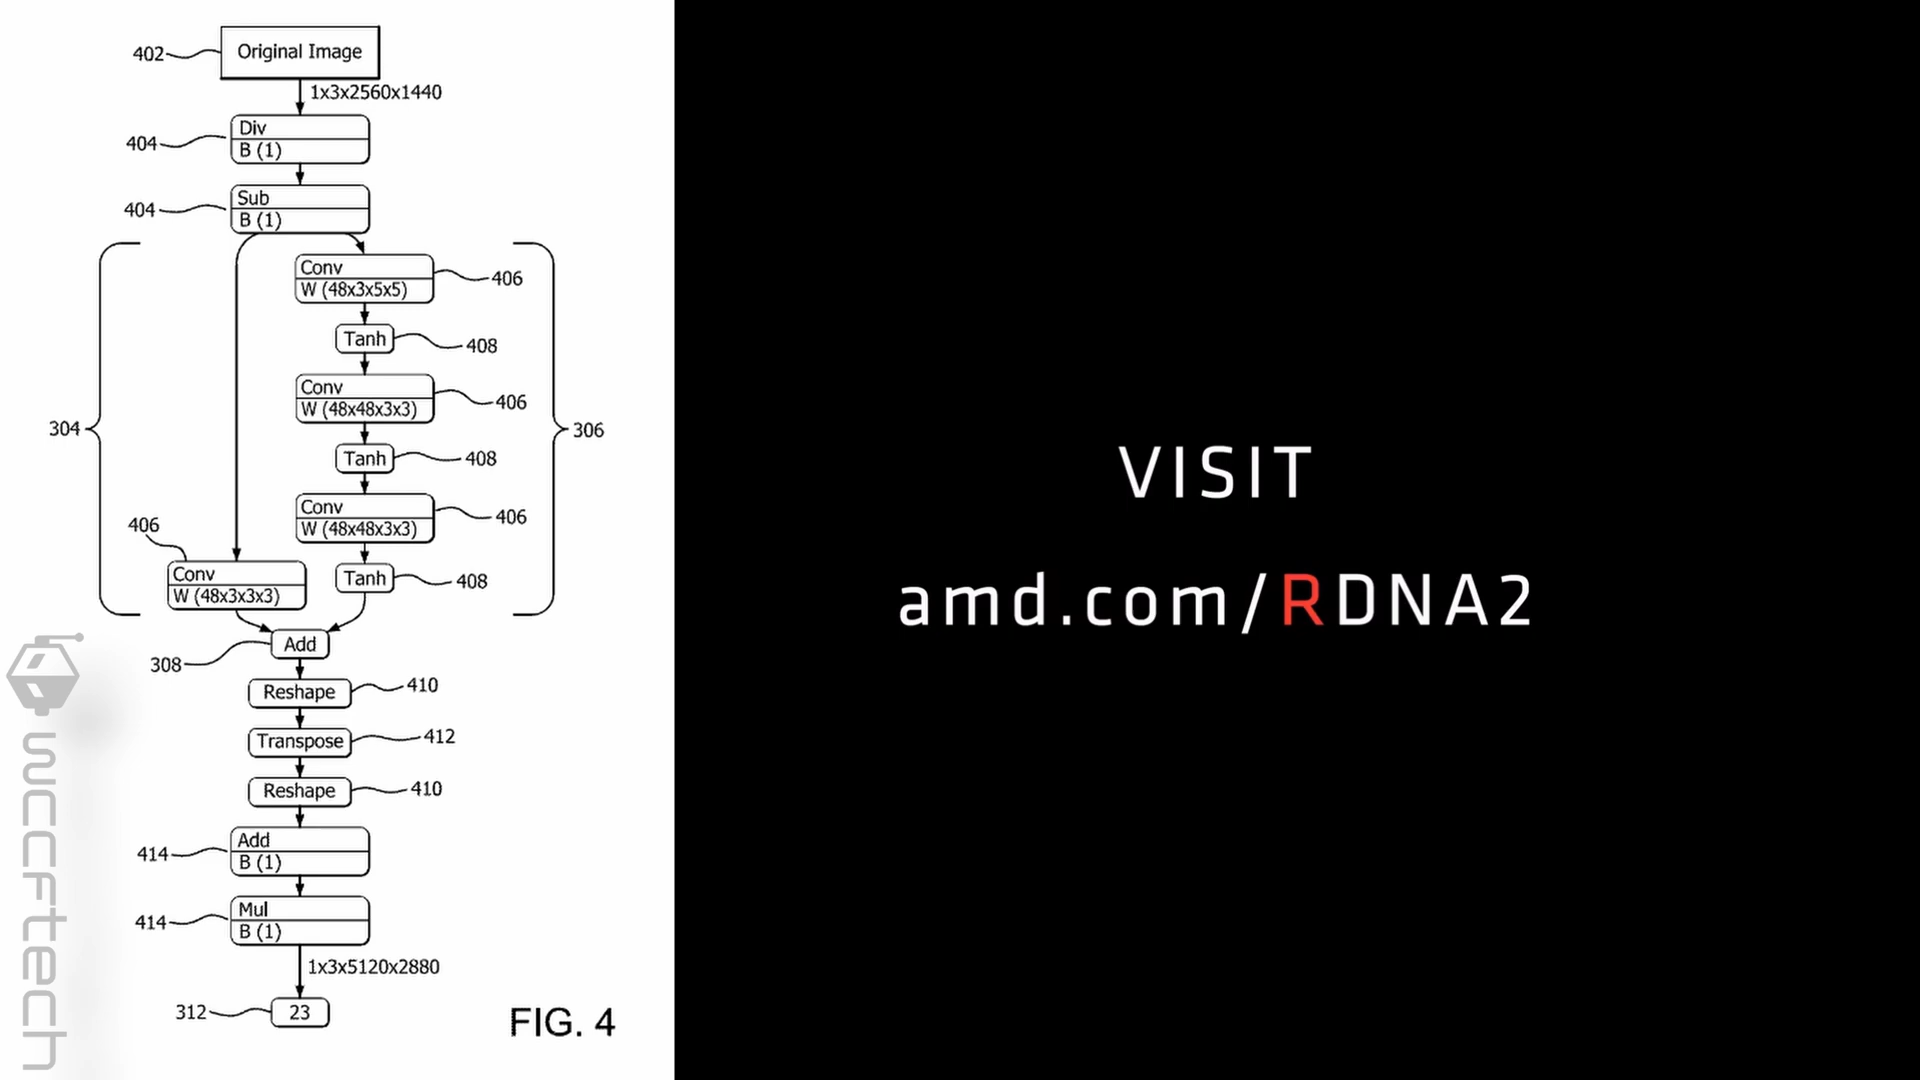 402
Original Image
1x3x2560x1440
404
Div
B (1)
404
Sub
B (1)
Conv
W (48x3x5x5)
406
Tanh
408
Conv
W (48x48x3x3)
406
304
306
Tanh
408
Conv
W (48x48x3x3)
406
406
Conv
W (48x3x3x3)
Tanh
408
Add
308
Reshape
410
Transpose
412
Reshape
410
414
Add
B (1)
414
Mul
B (1)
1x3x5120x2880
312
23
FIG. 4
wccftech
VISIT
amd.com/RDNA2